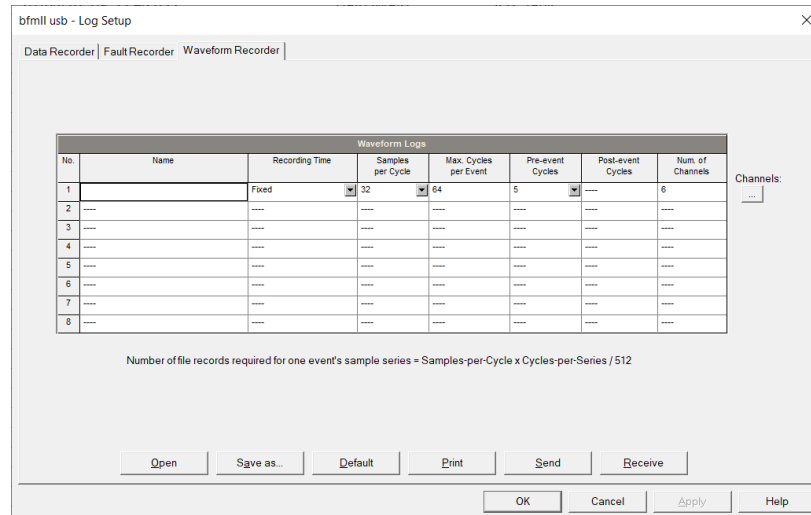 bfmII usb - Log Setup
Data Recorder Fault Recorder Waveform Recorder
Waveform Logs
No. Name Recording Time Samples per Cycle Max. Cycles per Event Pre-event Cycles Post-event Cycles Num. of Channels
Channels:
1 Fixed 32 64 5 ---- 6
...
2 ---- ---- ---- ---- ---- ---- ----
3 ---- ---- ---- ---- ---- ---- ----
4 ---- ---- ---- ---- ---- ---- ----
5 ---- ---- ---- ---- ---- ---- ----
6 ---- ---- ---- ---- ---- ---- ----
7 ---- ---- ---- ---- ---- ---- ----
8 ---- ---- ---- ---- ---- ---- ----
Number of file records required for one event's sample series = Samples-per-Cycle x Cycles-per-Series / 512
Open Save as... Default Print Send Receive
OK Cancel Apply Help